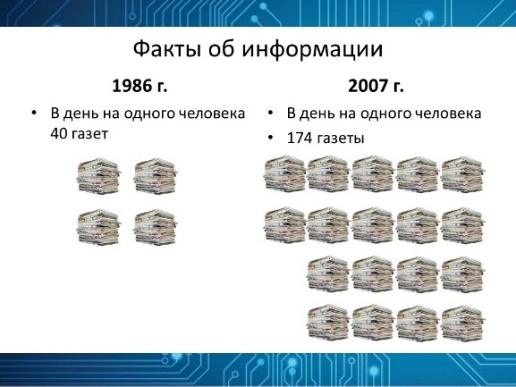 Факты об информации
1986 г.
• В день на одного человека
40 газет
2007 г.
• В день на одного человека
• 174 газеты